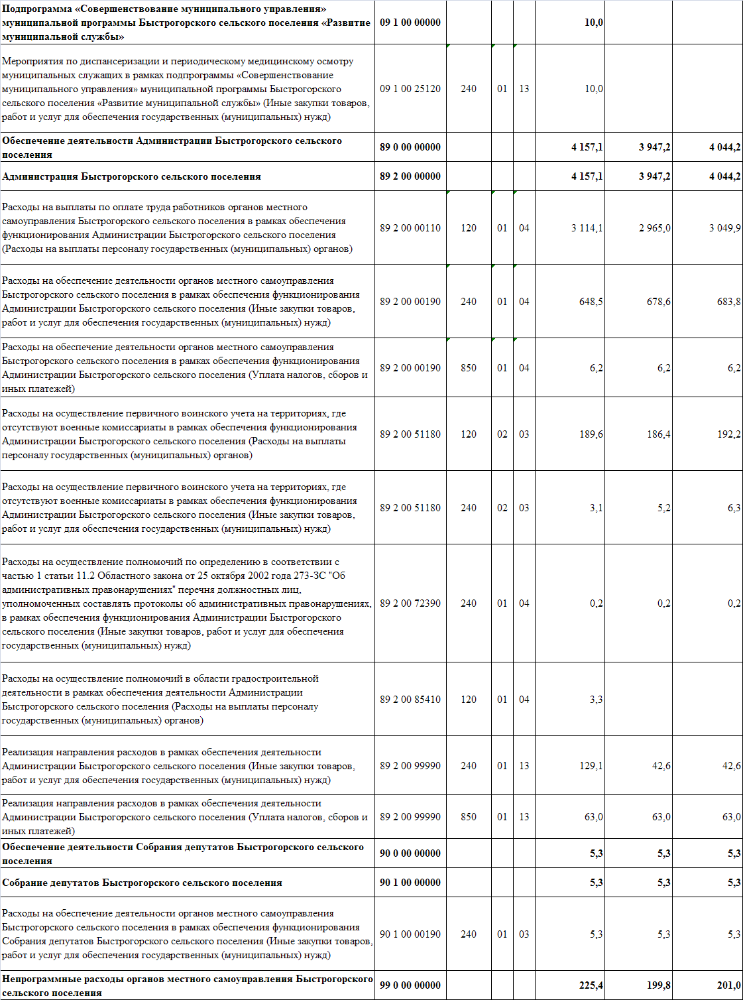 Подпрограмма «Совершенствование муниципального управления»
муниципальной программы Быстрогорского сельского поселения «Развитие
муниципальной службы»
09 1 00 00000 10,0
Мероприятия по диспансеризации и периодическому медицинскому осмотру
муниципальных служащих в рамках подпрограммы «Совершенствование
муниципального управления» муниципальной программы Быстрогорского
сельского поселения «Развитие муниципальной службы» (Иные закупки товаров,
работ и услуг для обеспечения государственных (муниципальных) нужд)
09 1 00 25120 240 01 13 10,0
Обеспечение деятельности Администрации Быстрогорского сельского
поселения
89 0 00 00000 4 157,1 3 947,2 4 044,2
Администрация Быстрогорского сельского поселения 89 2 00 00000 4 157,1 3 947,2 4 044,2
Расходы на выплаты по оплате труда работников органов местного
самоуправления Быстрогорского сельского поселения в рамках обеспечения
функционирования Администрации Быстрогорского сельского поселения
(Расходы на выплаты персоналу государственных (муниципальных) органов)
89 2 00 00110 120 01 04 3 114,1 2 965,0 3 049,9
Расходы на обеспечение деятельности органов местного самоуправления
Быстрогорского сельского поселения в рамках обеспечения функционирования
Администрации Быстрогорского сельского поселения (Иные закупки товаров,
работ и услуг для обеспечения государственных (муниципальных) нужд)
89 2 00 00190 240 01 04 648,5 678,6 683,8
Расходы на обеспечение деятельности органов местного самоуправления
Быстрогорского сельского поселения в рамках обеспечения функционирования
Администрации Быстрогорского сельского поселения (Уплата налогов, сборов и
иных платежей)
89 2 00 00190 850 01 04 6,2 6,2 6,2
Расходы на осуществление первичного воинского учета на территориях, где
отсутствуют военные комиссариаты в рамках обеспечения функционирования
Администрации Быстрогорского сельского поселения (Расходы на выплаты
персоналу государственных (муниципальных) органов)
89 2 00 51180 120 02 03 189,6 186,4 192,2
Расходы на осуществление первичного воинского учета на территориях, где
отсутствуют военные комиссариаты в рамках обеспечения функционирования
Администрации Быстрогорского сельского поселения (Иные закупки товаров,
работ и услуг для обеспечения государственных (муниципальных) нужд)
89 2 00 51180 240 02 03 3,1 5,2 6,3
Расходы на осуществление полномочий по определению в соответствии с
частью 1 статьи 11.2 Областного закона от 25 октября 2002 года 273-ЗС "Об
административных правонарушениях" перечня должностных лиц,
уполномоченных составлять протоколы об административных правонарушениях,
в рамках обеспечения функционирования Администрации Быстрогорского
сельского поселения (Иные закупки товаров, работ и услуг для обеспечения
государственных (муниципальных) нужд)
89 2 00 72390 240 01 04 0,2 0,2 0,2
Расходы на осуществление полномочий в области градостроительной
деятельности в рамках обеспечения деятельности Администрации
Быстрогорского сельского поселения (Расходы на выплаты персоналу
государственных (муниципальных) органов)
89 2 00 85410 120 01 04 3,3
Реализация направления расходов в рамках обеспечения деятельности
Администрации Быстрогорского сельского поселения (Иные закупки товаров,
работ и услуг для обеспечения государственных (муниципальных) нужд)
89 2 00 99990 240 01 13 129,1 42,6 42,6
Реализация направления расходов в рамках обеспечения деятельности
Администрации Быстрогорского сельского поселения (Уплата налогов, сборов и
иных платежей)
89 2 00 99990 850 01 13 63,0 63,0 63,0
Обеспечение деятельности Собрания депутатов Быстрогорского сельского
поселения
90 0 00 00000 5,3 5,3 5,3
Собрание депутатов Быстрогорского сельского поселения 90 1 00 00000 5,3 5,3 5,3
Расходы на обеспечение деятельности органов местного самоуправления
Быстрогорского сельского поселения в рамках обеспечения функционирования
Собрания депутатов Быстрогорского сельского поселения (Иные закупки товаров,
работ и услуг для обеспечения государственных (муниципальных) нужд)
90 1 00 00190 240 01 03 5,3 5,3 5,3
Непрограммные расходы органов местного самоуправления Быстрогорского
сельского поселения
99 0 00 00000 225,4 199,8 201,0